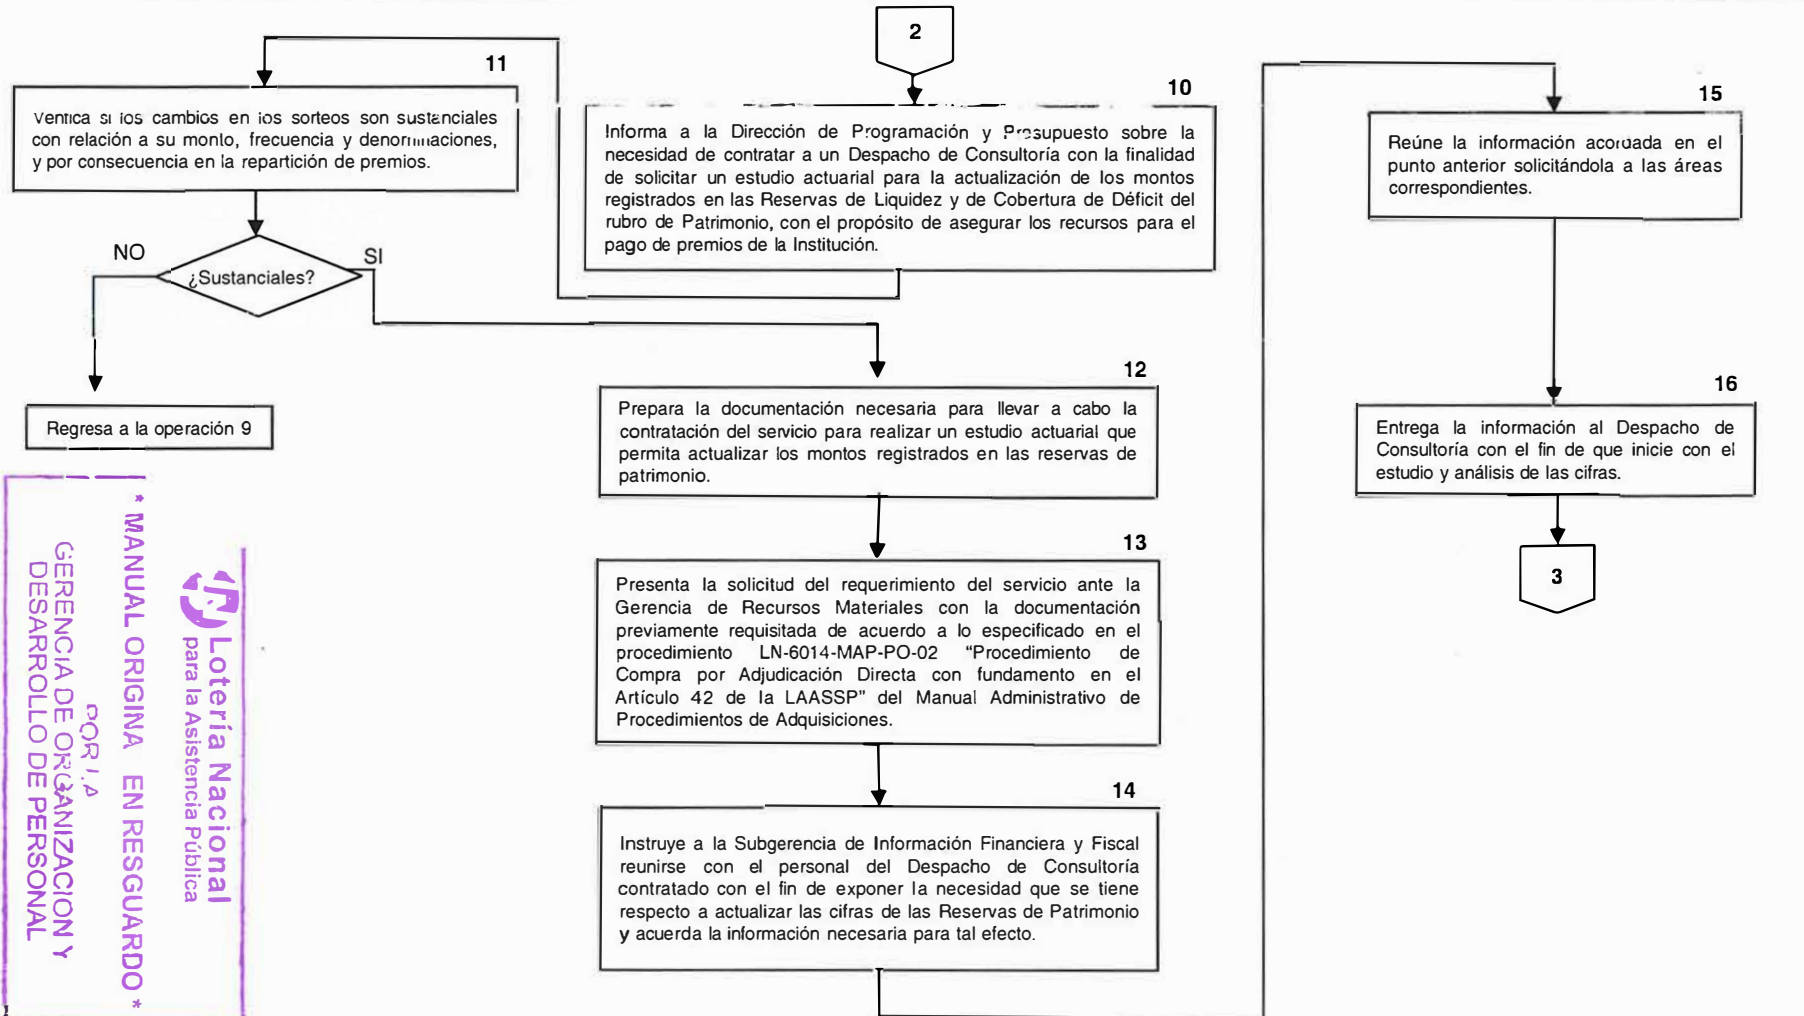 2
10
Informa a la Dirección de Programación y Presupuesto sobre la
necesidad de contratar a un Despacho de Consultoría con la finalidad
de solicitar un estudio actuarial para la actualización de los montos
registrados en las Reservas de Liquidez y de Cobertura de Déficit del
rubro de Patrimonio, con el propósito de asegurar los recursos para el
pago de premios de la Institución.
11
Verifica si los cambios en los sorteos son sustanciales
con relación a su monto, frecuencia y denominaciones,
y por consecuencia en la repartición de premios.
¿Sustanciales?
NO
SI
Regresa a la operación 9
12
Prepara la documentación necesaria para llevar a cabo la
contratación del servicio para realizar un estudio actuarial que
permita actualizar los montos registrados en las reservas de
patrimonio.
13
Presenta la solicitud del requerimiento del servicio ante la
Gerencia de Recursos Materiales con la documentación
previamente requisitada de acuerdo a lo especificado en el
procedimiento LN-6014-MAP-PO-02 “Procedimiento de
Compra por Adjudicación Directa con fundamento en el
Artículo 42 de la LAASSP” del Manual Administrativo de
Procedimientos de Adquisiciones.
14
Instruye a la Subgerencia de Información Financiera y Fiscal
reunirse con el personal del Despacho de Consultoría
contratado con el fin de exponer la necesidad que se tiene
respecto a actualizar las cifras de las Reservas de Patrimonio
y acuerda la información necesaria para tal efecto.
15
Reúne la información acordada en el
punto anterior solicitándola a las áreas
correspondientes.
16
Entrega la información al Despacho de
Consultoría con el fin de que inicie con el
estudio y análisis de las cifras.
3
Lotería Nacional
para la Asistencia Pública
* MANUAL ORIGINA EN RESGUARDO *
POR LA
GERENCIA DE ORGANIZACION Y
DESARROLLO DE PERSONAL